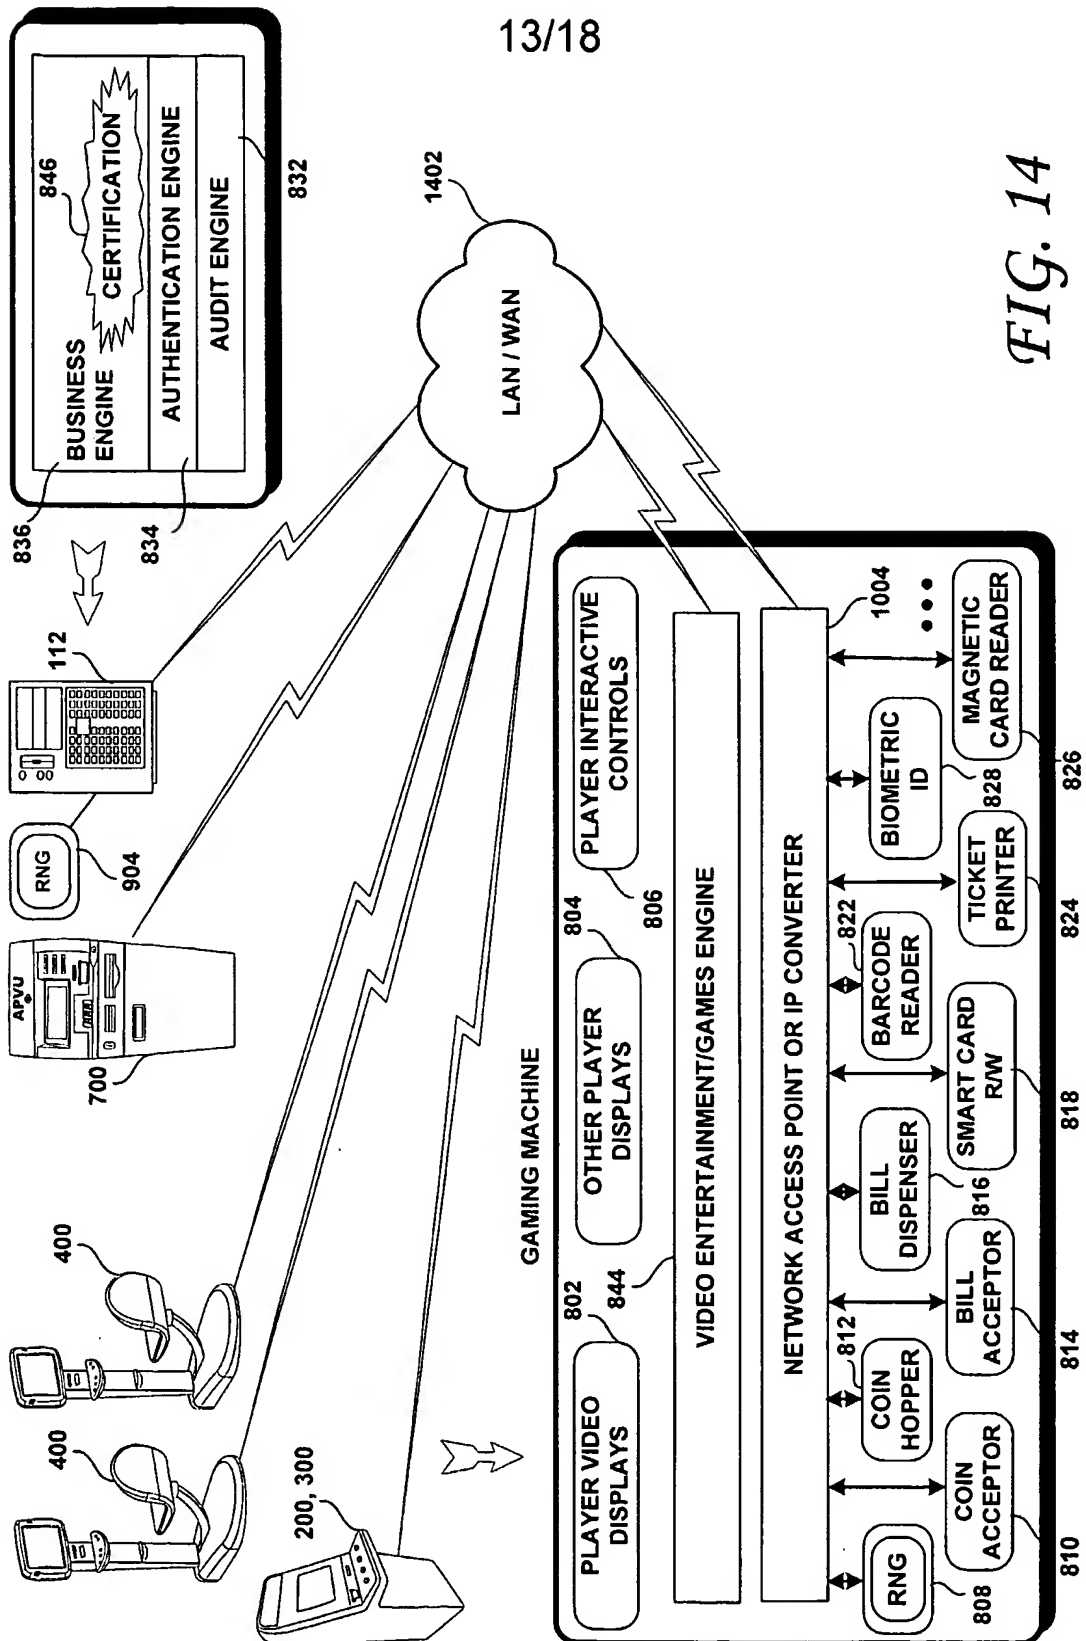 13/18
BUSINESS
ENGINE
CERTIFICATION
AUTHENTICATION ENGINE
AUDIT ENGINE
846
832
836
834
112
RNG
904
APVU
700
400
400
200, 300
1402
LAN / WAN
GAMING MACHINE
PLAYER VIDEO
DISPLAYS
802
OTHER PLAYER
DISPLAYS
804
PLAYER INTERACTIVE
CONTROLS
806
844
VIDEO ENTERTAINMENT/GAMES ENGINE
NETWORK ACCESS POINT OR IP CONVERTER
1004
RNG
808
COIN
ACCEPTOR
810
COIN
HOPPER
812
BILL
ACCEPTOR
814
BILL
DISPENSER
816
SMART CARD
R/W
818
BARCODE
READER
822
TICKET
PRINTER
824
BIOMETRIC
ID
828
MAGNETIC
CARD READER
826
FIG. 14